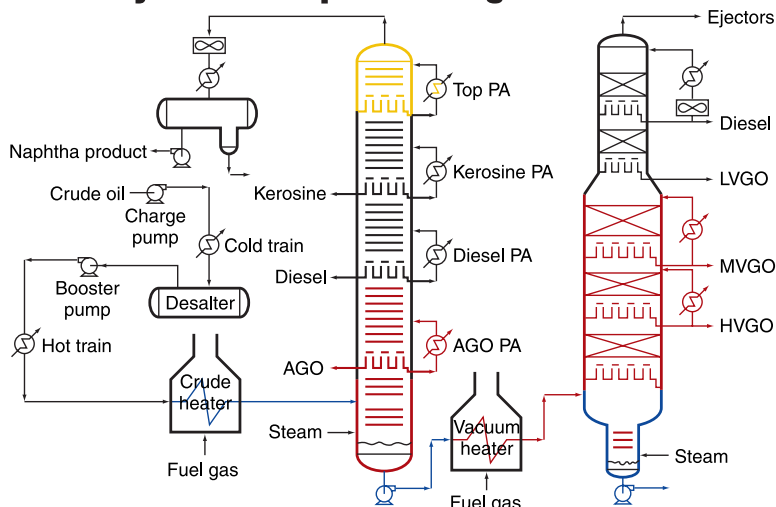 Ejectors
Top PA
Diesel
Naphtha product
Kerosine PA
Crude oil
Kerosine
LVGO
Charge
pump
Cold train
Diesel PA
MVGO
Booster
pump
Diesel
Desalter
Hot train
AGO PA
HVGO
AGO
Crude
heater
Steam
Vacuum
heater
Steam
Fuel gas
Fuel gas